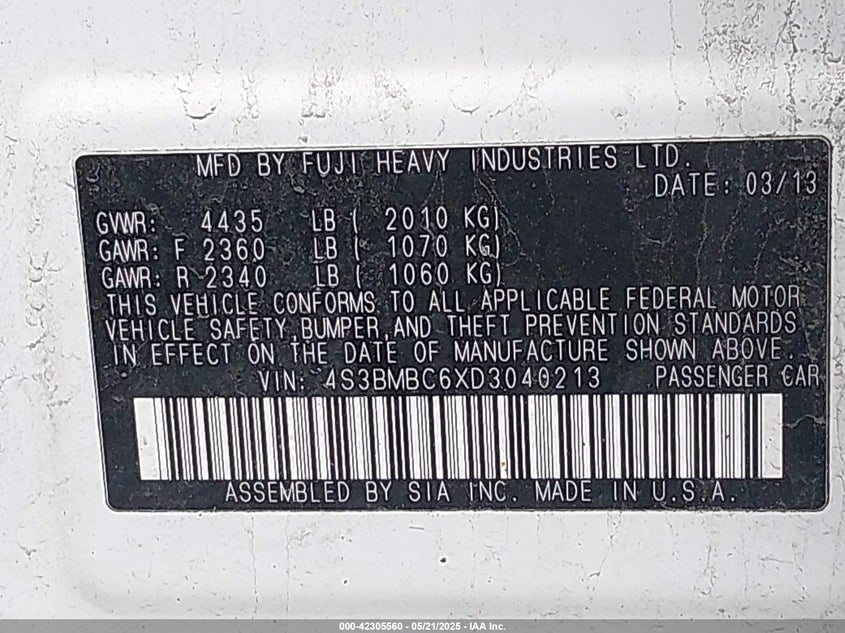 MFD BY FUJI HEAVY INDUSTRIES LTD.
DATE: 03/13
GVWR: 4435 LB ( 2010 KG)
GAWR: F 2360 LB ( 1070 KG)
GAWR: R 2340 LB ( 1060 KG)
THIS VEHICLE CONFORMS TO ALL APPLICABLE FEDERAL MOTOR
VEHICLE SAFETY,BUMPER,AND THEFT PREVENTION STANDARDS
IN EFFECT ON THE DATE OF MANUFACTURE SHOWN ABOVE.
VIN: 4S3BMBC6XD3040213 PASSENGER CAR
ASSEMBLED BY SIA INC. MADE IN U.S.A.
000-42305560 - 05/21/2025 - IAA Inc.